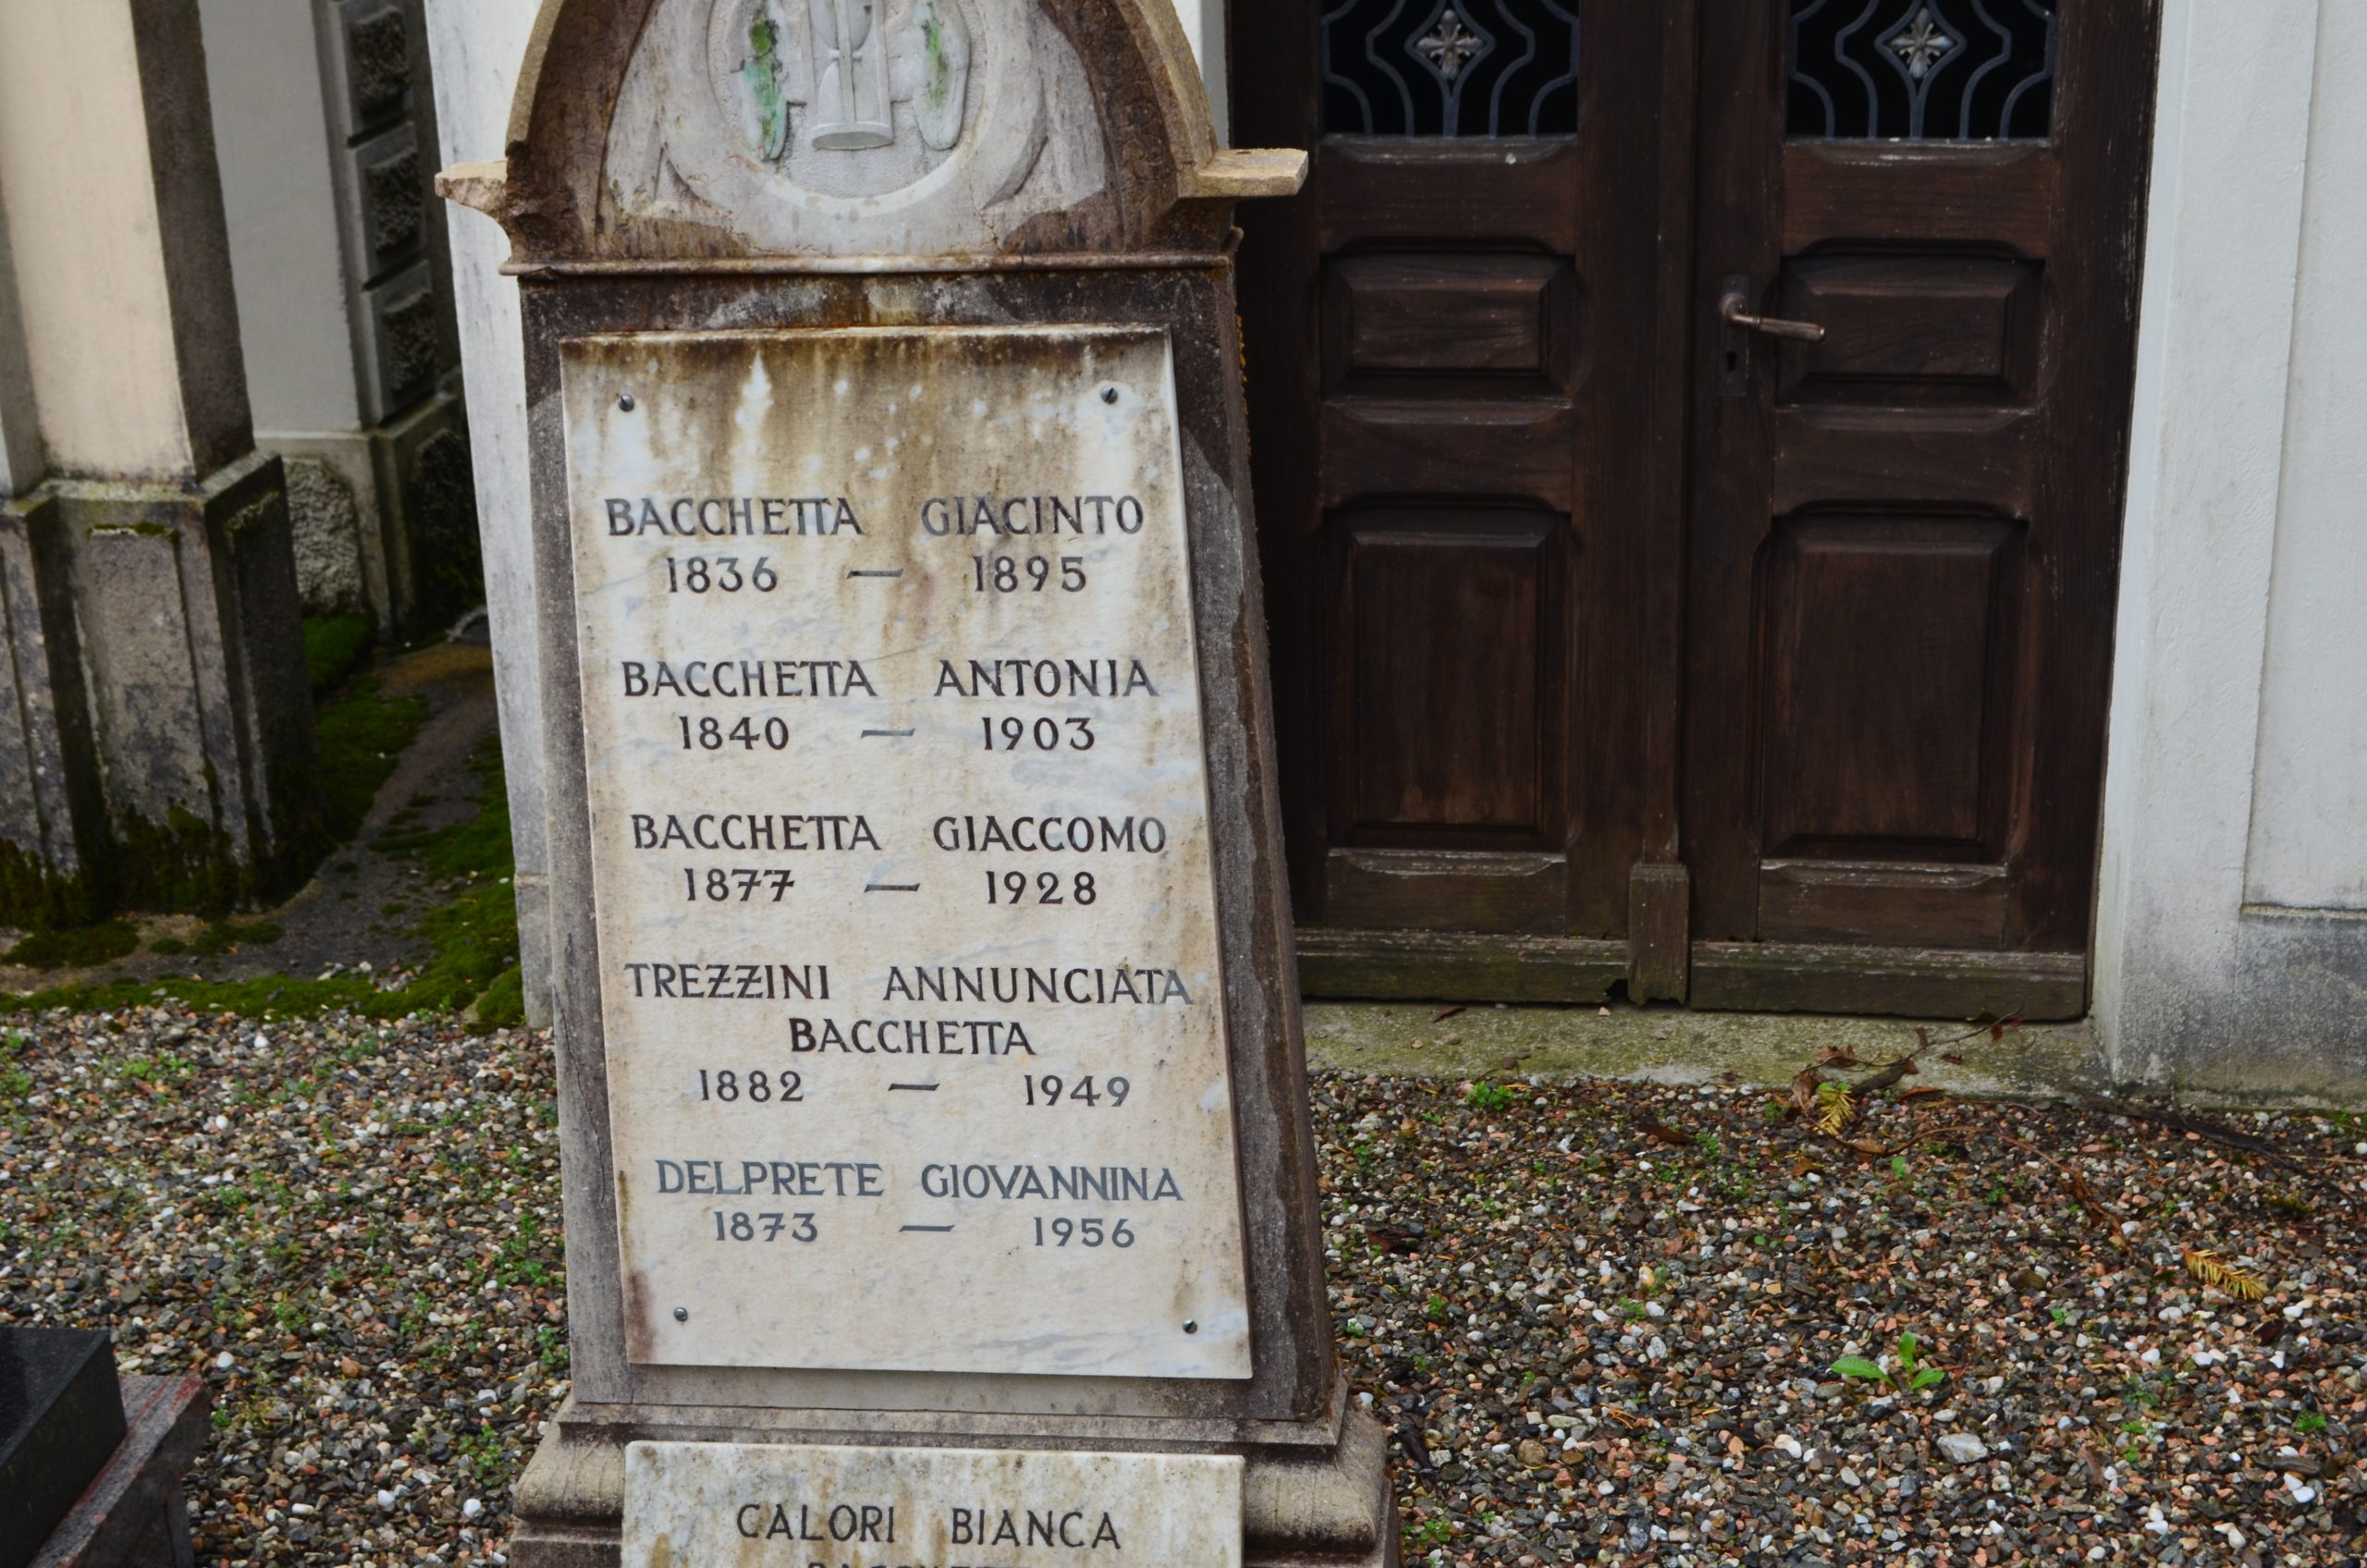 BACCHETTA GIACINTO
1836 — 1895
BACCHETTA ANTONIA
1840 — 1903
BACCHETTA GIACCOMO
1877 — 1928
TREZZINI ANNUNCIATA
BACCHETTA
1882 — 1949
DELPRETE GIOVANNINA
1873 — 1956
CALORI BIANCA